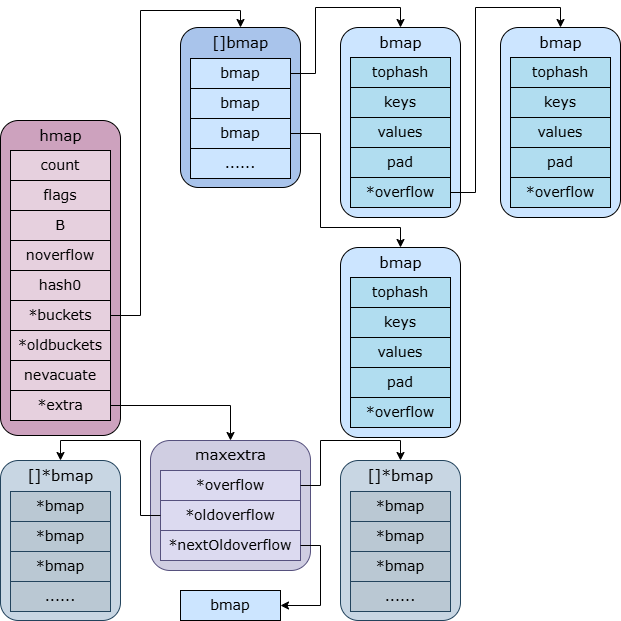 []bmap
bmap
bmap
bmap
......
bmap
tophash
keys
values
pad
*overflow
bmap
tophash
keys
values
pad
*overflow
hmap
count
flags
B
noverflow
hash0
*buckets
*oldbuckets
nevacuate
*extra
bmap
tophash
keys
values
pad
*overflow
[]*bmap
*bmap
*bmap
*bmap
......
maxextra
*overflow
*oldoverflow
*nextOldoverflow
[]*bmap
*bmap
*bmap
*bmap
......
bmap